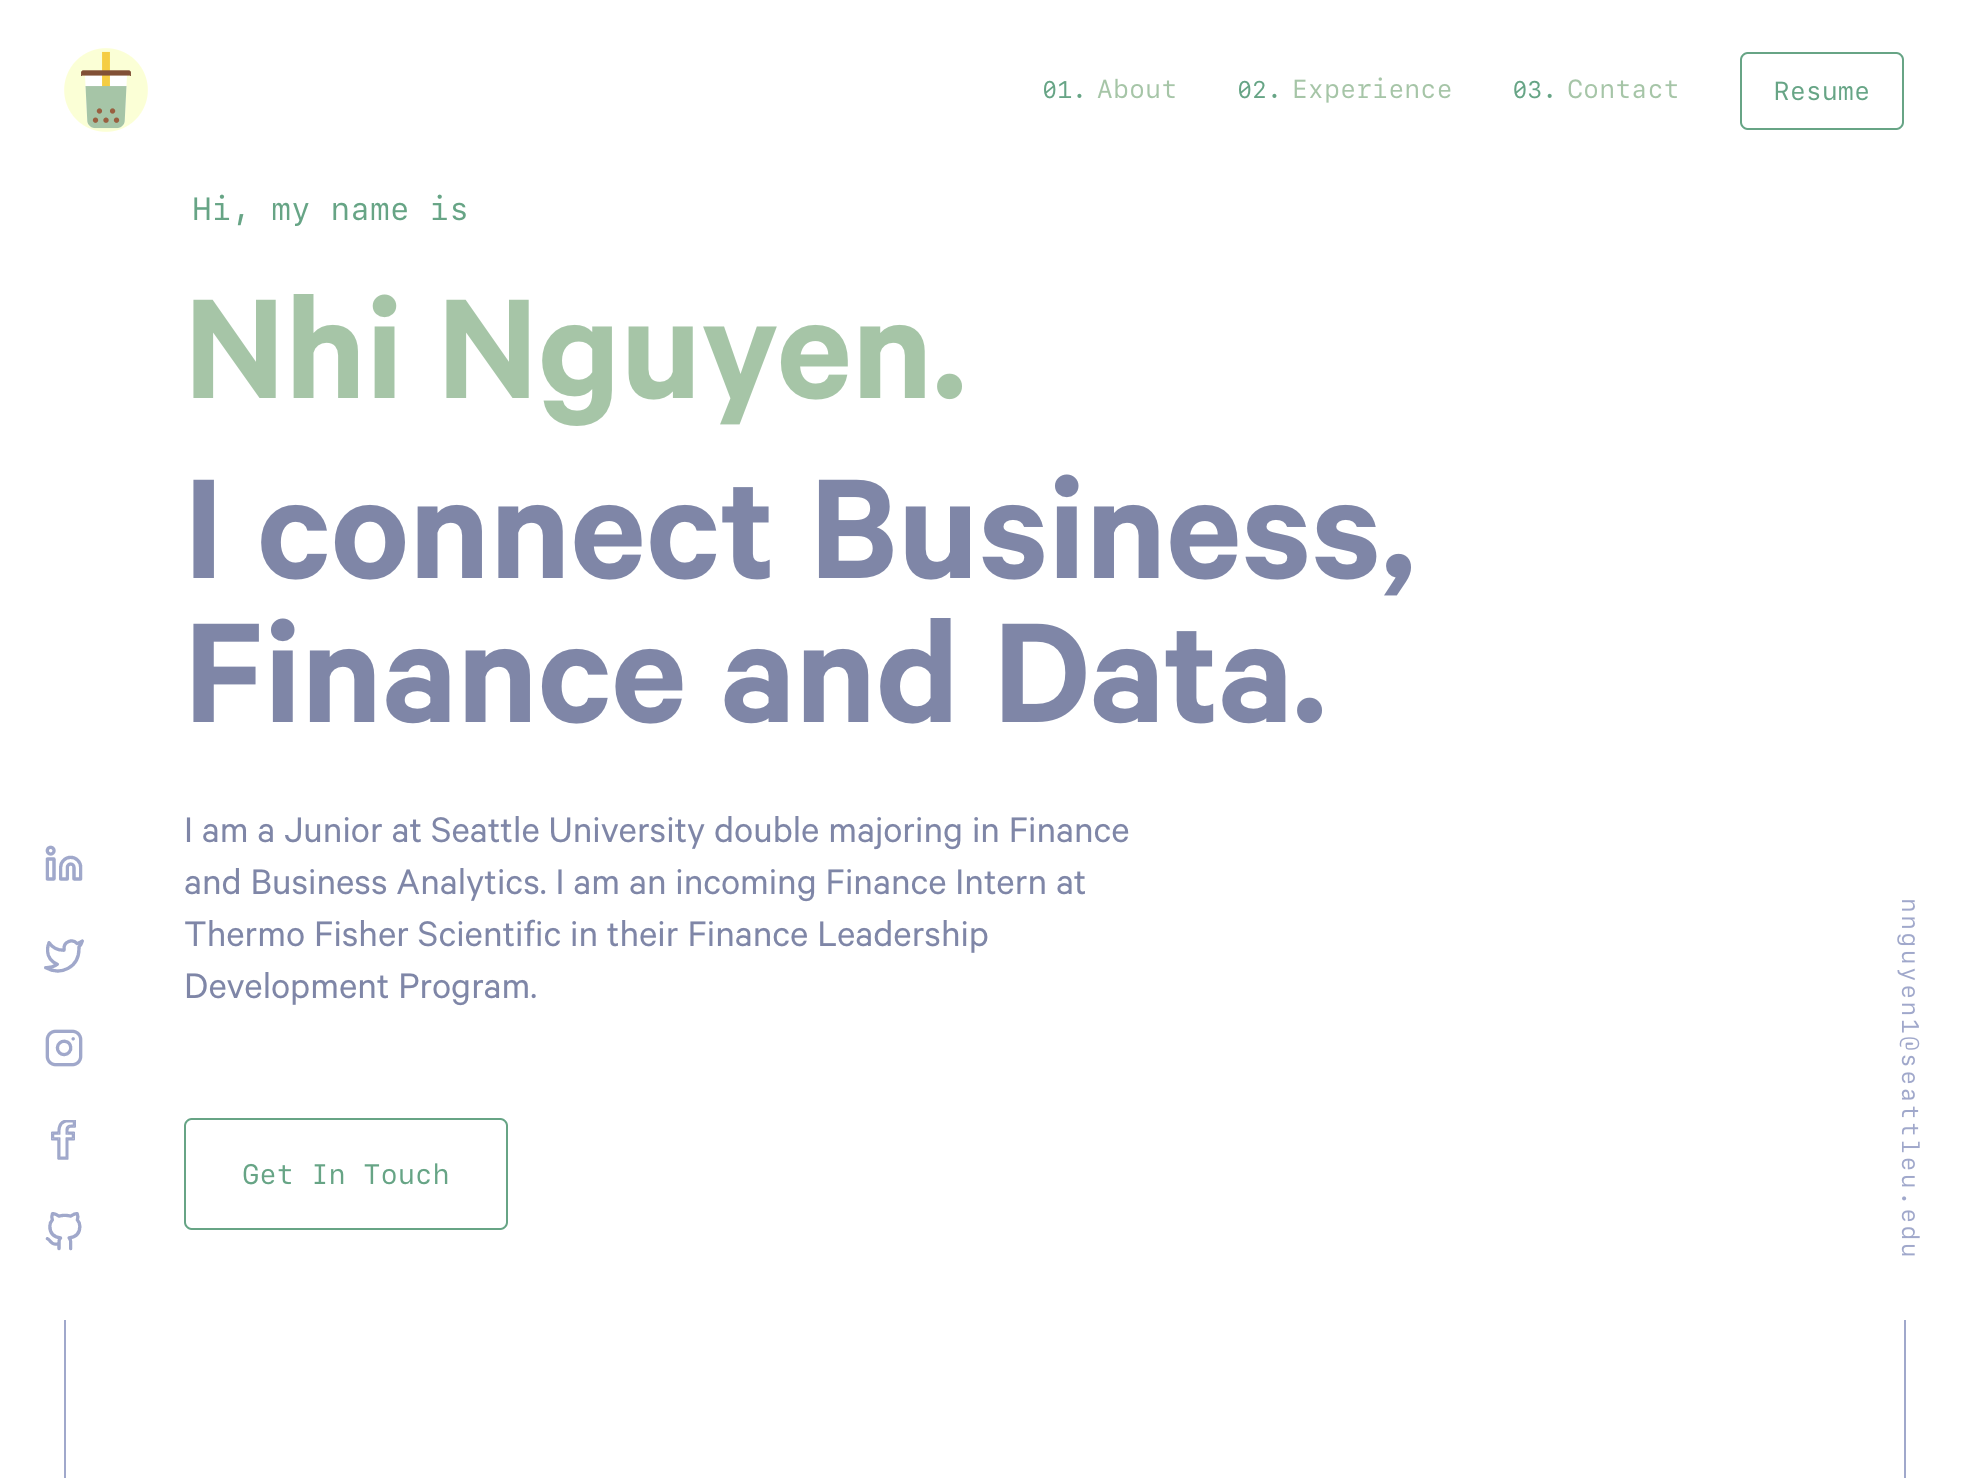 01. About 02. Experience 03. Contact Resume
Hi, my name is
Nhi Nguyen.
I connect Business,
Finance and Data.
I am a Junior at Seattle University double majoring in Finance
and Business Analytics. I am an incoming Finance Intern at
Thermo Fisher Scientific in their Finance Leadership
Development Program.
Get In Touch
nnguyen1@seattleu.edu